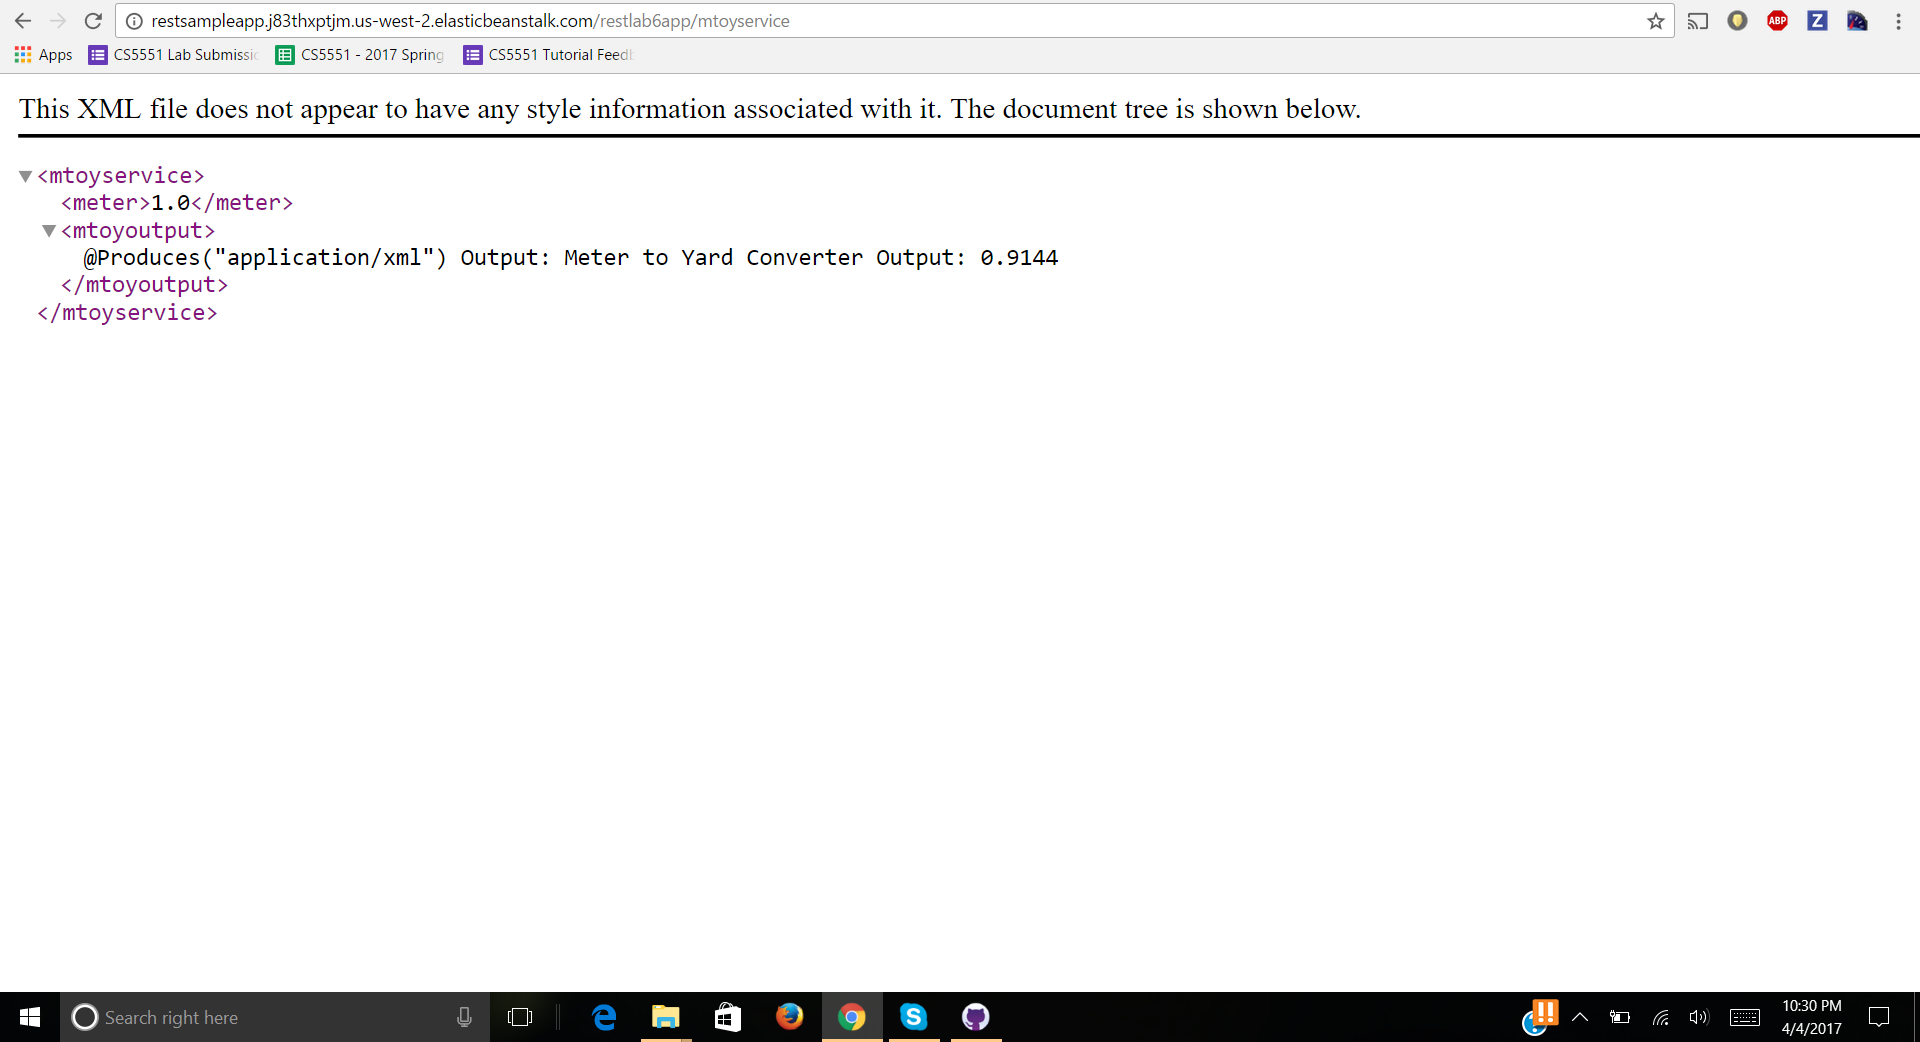 restsampleapp.j83thxptjm.us-west-2.elasticbeanstalk.com/restlab6app/mtoyservice
ABP
Z
Apps
CS5551 Lab Submissic
CS5551 - 2017 Spring
CS5551 Tutorial Feed
This XML file does not appear to have any style information associated with it. The document tree is shown below.
<mtoyservice>
<meter>1.0</meter>
<mtoyoutput>
@Produces("application/xml") Output: Meter to Yard Converter Output: 0.9144
</mtoyoutput>
</mtoyservice>
Search right here
10:30 PM
4/4/2017